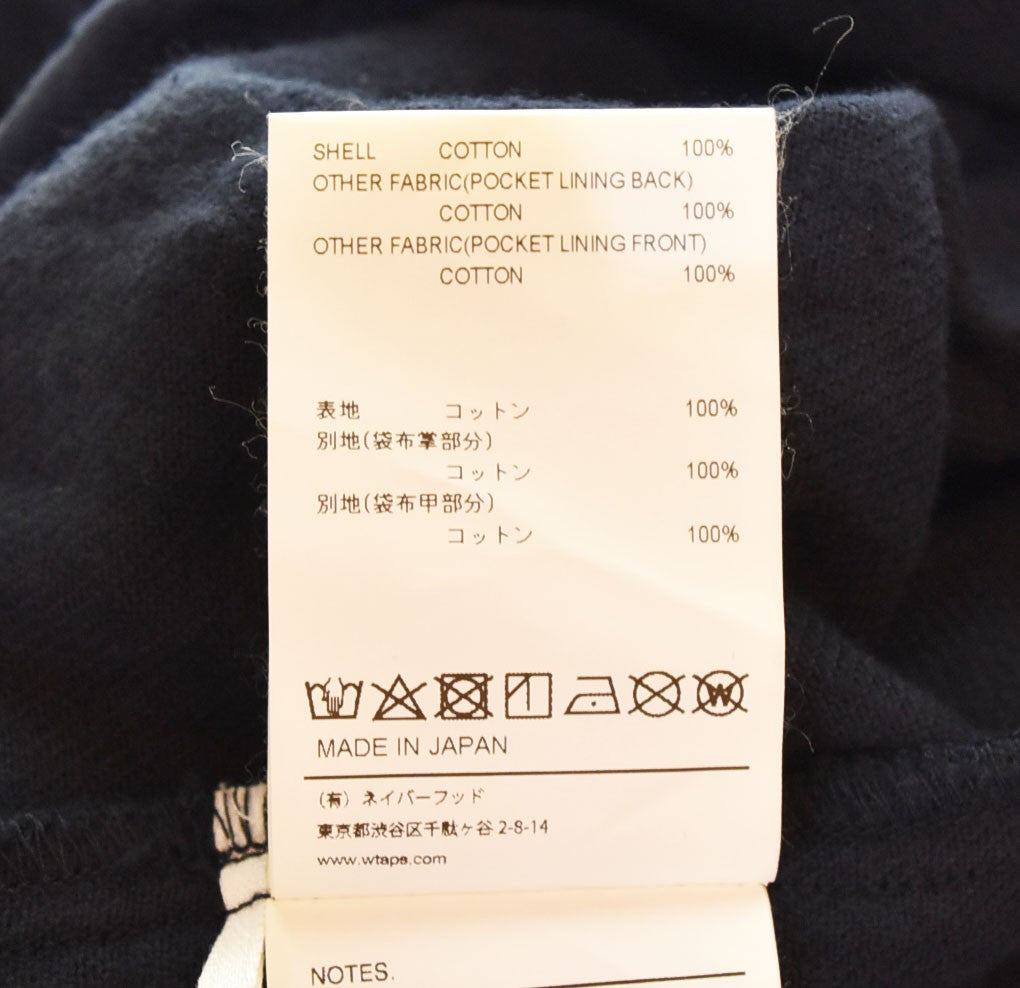 SHELL COTTON 100%
OTHER FABRIC(POCKET LINING BACK)
COTTON 100%
OTHER FABRIC(POCKET LINING FRONT)
COTTON 100%
表地 コットン 100%
別地(袋布掌部分)
コットン 100%
別地(袋布甲部分)
コットン 100%
MADE IN JAPAN
(有) ネイバーフッド
東京都渋谷区千駄ヶ谷 2-8-14
www.wtaps.com
NOTES.